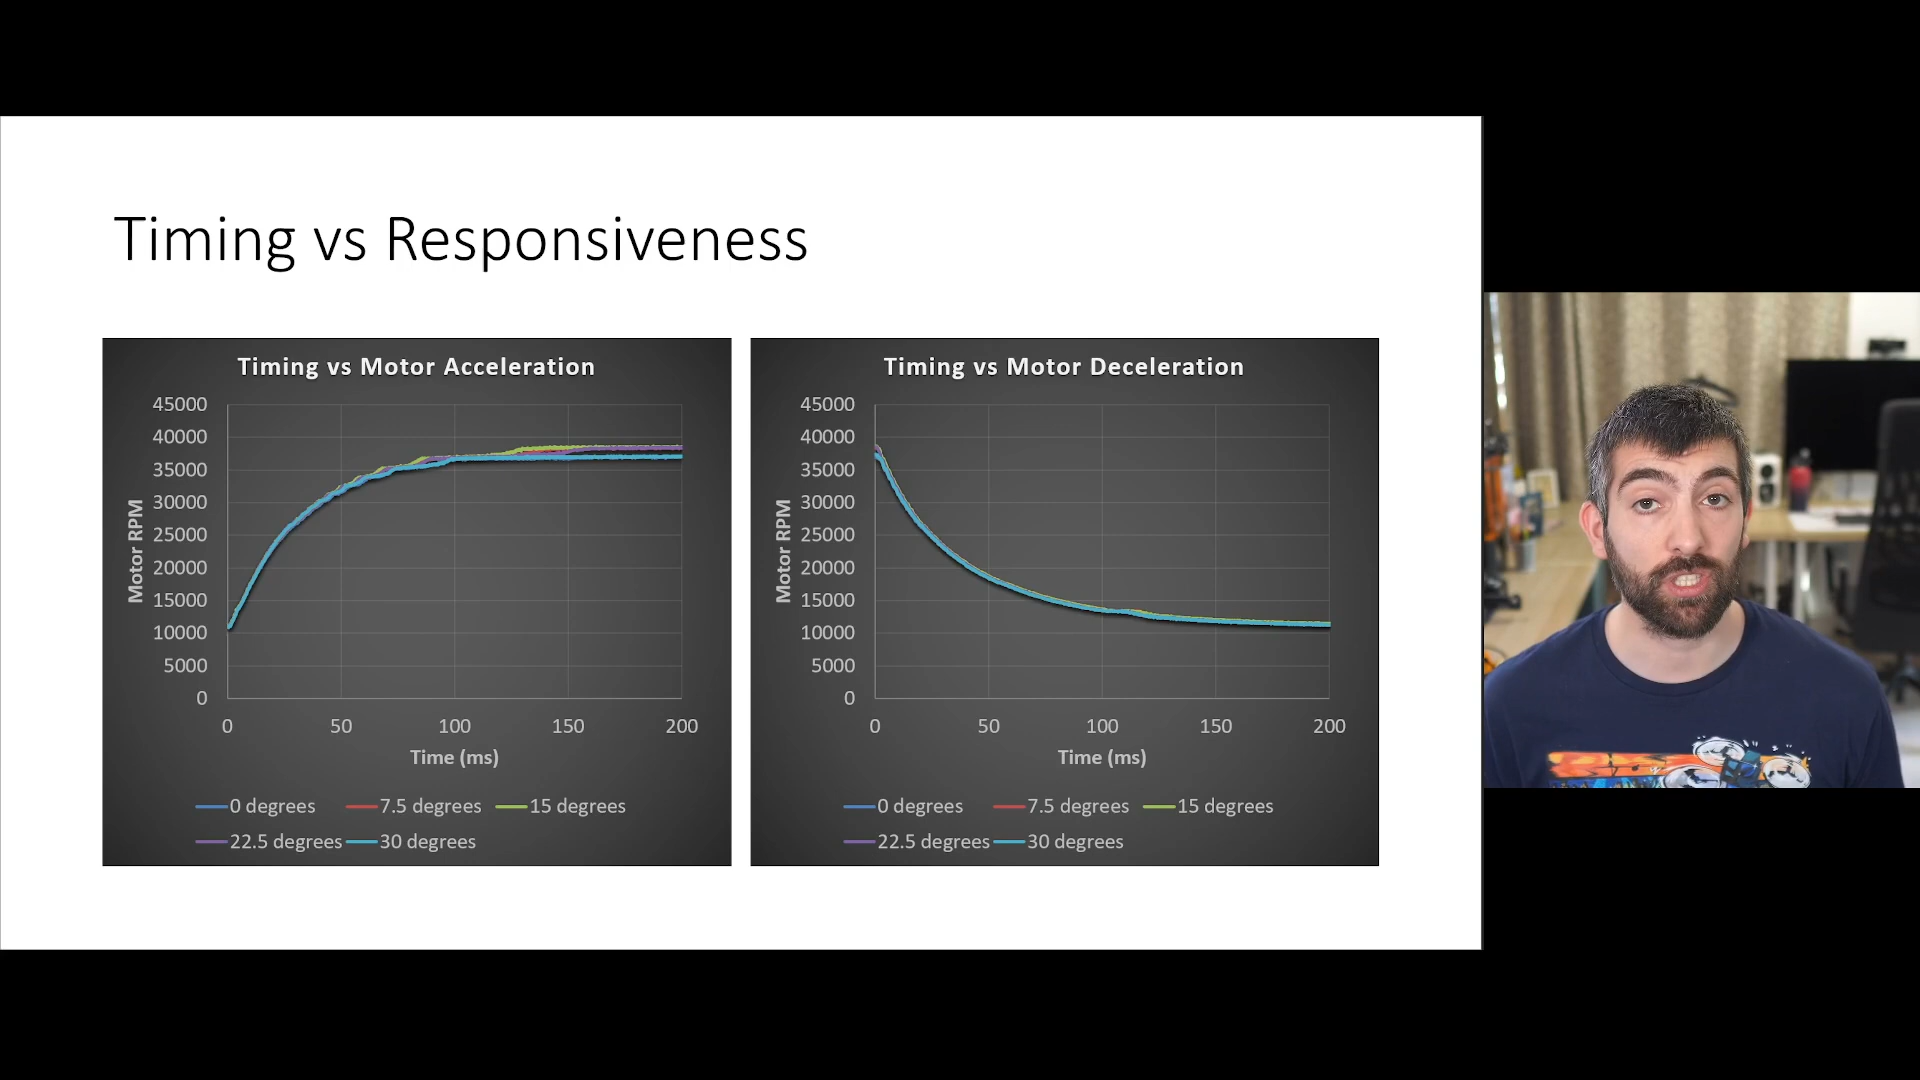 Timing vs Responsiveness
Timing vs Motor Acceleration
45000
40000
35000
30000
25000
20000
15000
10000
5000
0
Motor RPM
0 50 100 150 200
Time (ms)
0 degrees 7.5 degrees 15 degrees
22.5 degrees 30 degrees
Timing vs Motor Deceleration
45000
40000
35000
30000
25000
20000
15000
10000
5000
0
Motor RPM
0 50 100 150 200
Time (ms)
0 degrees 7.5 degrees 15 degrees
22.5 degrees 30 degrees